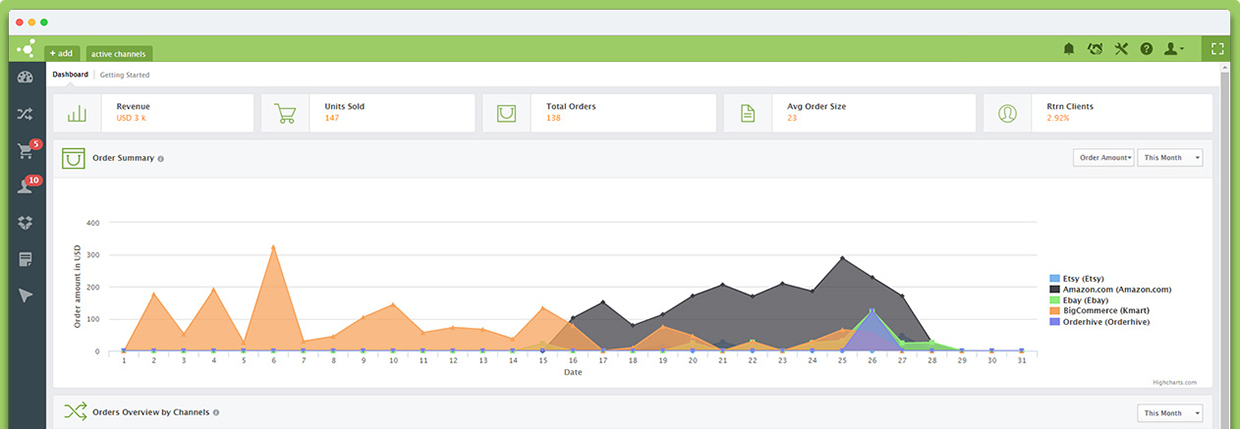 + add
active channels
Dashboard
Getting Started
Revenue
USD 3 k
Units Sold
147
Total Orders
138
Avg Order Size
23
Rtrn Clients
2.92%
5
10
Order Summary
Order Amount
This Month
400
300
200
100
0
Order amount in USD
1 2 3 4 5 6 7 8 9 10 11 12 13 14 15 16 17 18 19 20 21 22 23 24 25 26 27 28 29 30 31
Date
Etsy (Etsy)
Amazon.com (Amazon.com)
Ebay (Ebay)
BigCommerce (Kmart)
Orderhive (Orderhive)
Highcharts.com
Orders Overview by Channels
This Month